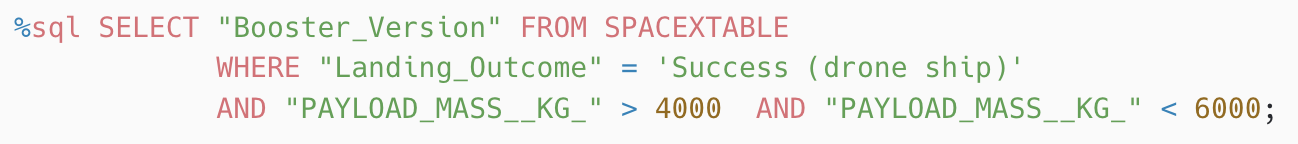 %sql SELECT "Booster_Version" FROM SPACEXTABLE
WHERE "Landing_Outcome" = 'Success (drone ship)'
AND "PAYLOAD_MASS__KG_" > 4000  AND "PAYLOAD_MASS__KG_" < 6000;